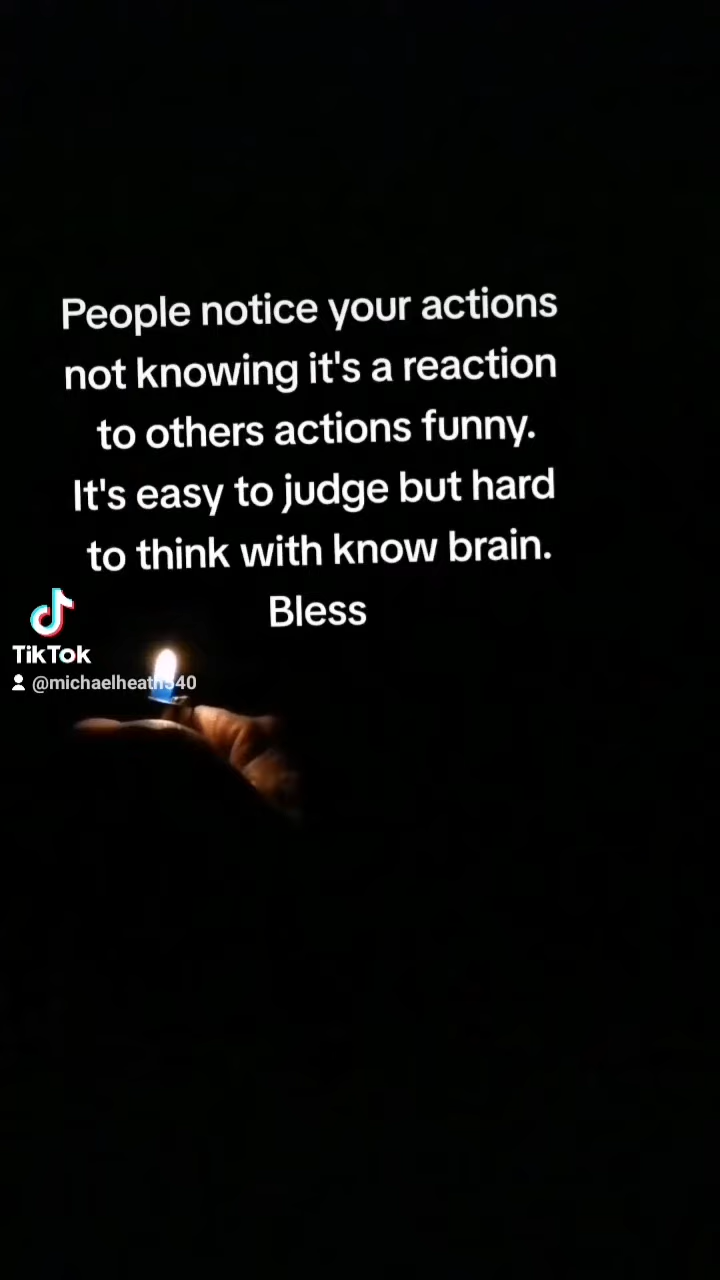 People notice your actions
not knowing it's a reaction
to others actions funny.
It's easy to judge but hard
to think with know brain.
Bless
TikTok
@michaelheath540